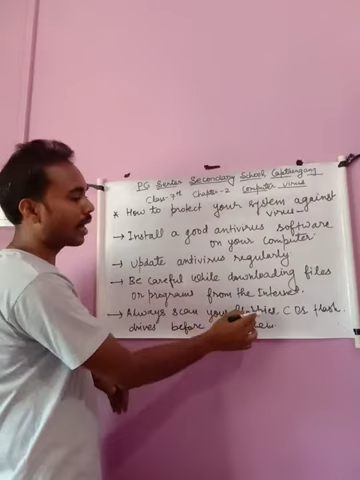 PG Senior Secondary School Captanganj
Class-7th Chapter-2 Computer virus
* How to protect your system against
virus-
→ Install a good antivirus software
on your computer.
→ Update antivirus regularly
→ Be careful while downloading files
or programs from the Internet.
→ Always scan your CDs flash
drives before